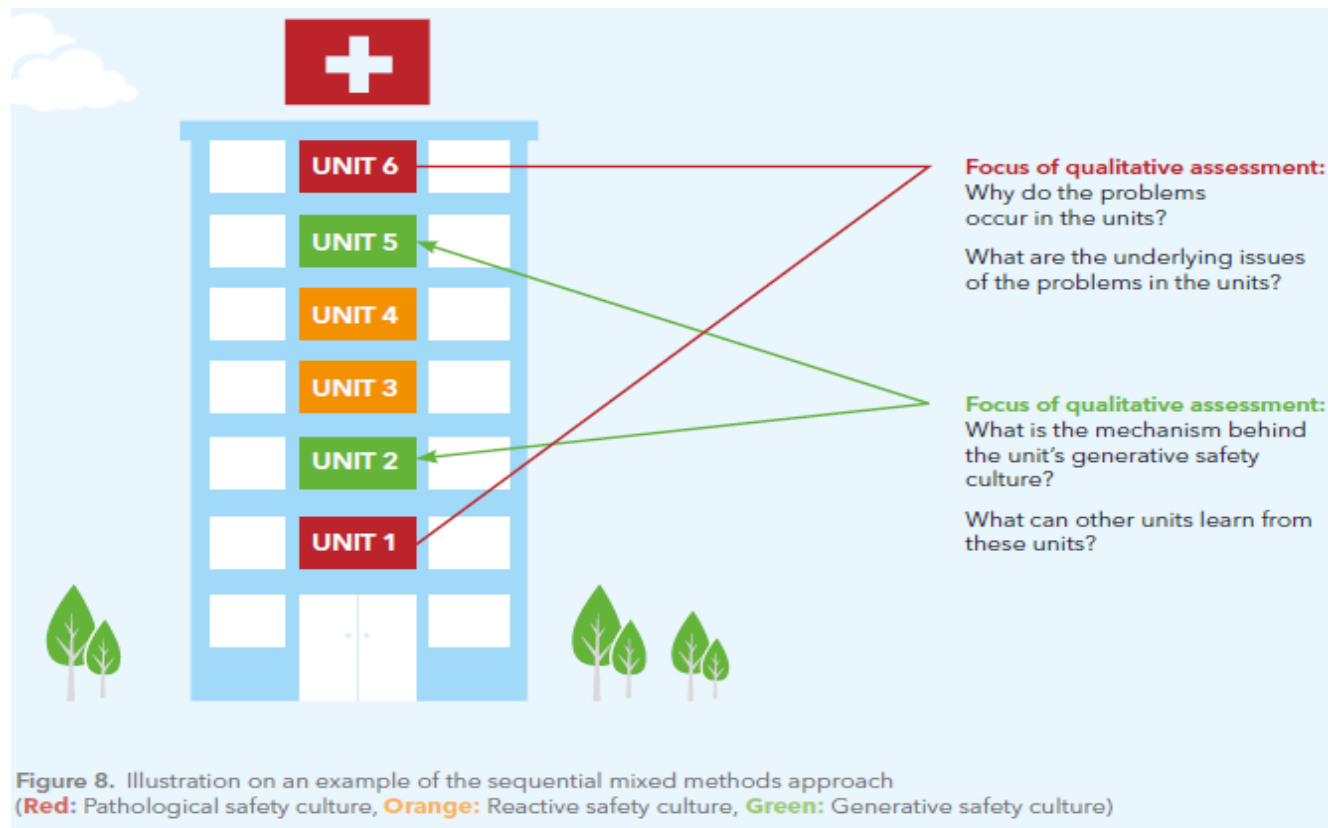 UNIT 6
UNIT 5
UNIT 4
UNIT 3
UNIT 2
UNIT 1
Focus of qualitative assessment:
Why do the problems
occur in the units?
What are the underlying issues
of the problems in the units?
Focus of qualitative assessment:
What is the mechanism behind
the unit’s generative safety
culture?
What can other units learn from
these units?
Figure 8. Illustration on an example of the sequential mixed methods approach
(Red: Pathological safety culture, Orange: Reactive safety culture, Green: Generative safety culture)